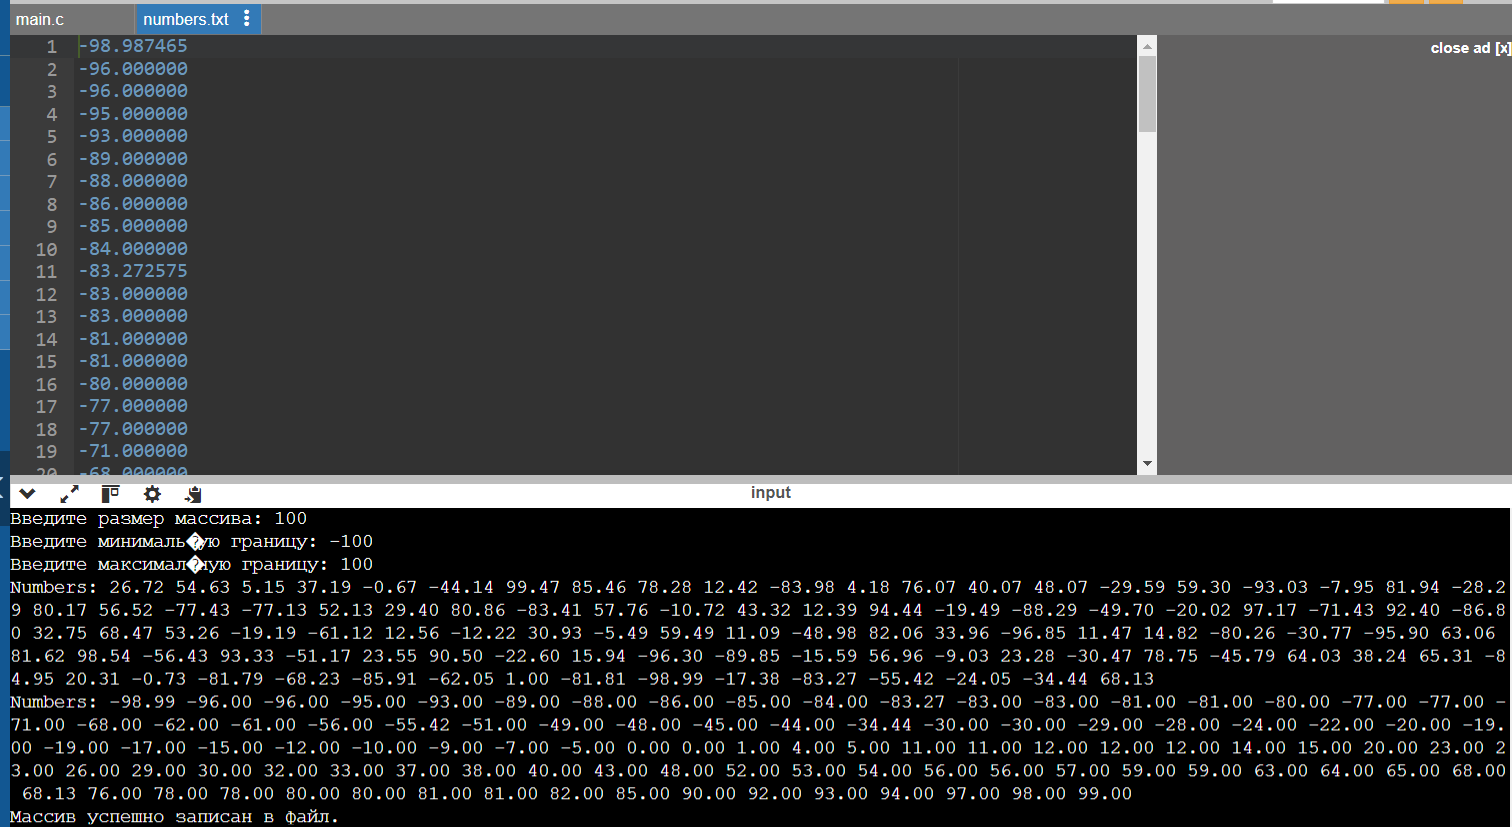 main.c
numbers.txt
close ad [x]
1 -98.987465
2 -96.000000
3 -96.000000
4 -95.000000
5 -93.000000
6 -89.000000
7 -88.000000
8 -86.000000
9 -85.000000
10 -84.000000
11 -83.272575
12 -83.000000
13 -83.000000
14 -81.000000
15 -81.000000
16 -80.000000
17 -77.000000
18 -77.000000
19 -71.000000
20 -68.000000
input
Введите размер массива: 100
Введите минималь�ую границу: -100
Введите максимал�ную границу: 100
Numbers: 26.72 54.63 5.15 37.19 -0.67 -44.14 99.47 85.46 78.28 12.42 -83.98 4.18 76.07 40.07 48.07 -29.59 59.30 -93.03 -7.95 81.94 -28.2
9 80.17 56.52 -77.43 -77.13 52.13 29.40 80.86 -83.41 57.76 -10.72 43.32 12.39 94.44 -19.49 -88.29 -49.70 -20.02 97.17 -71.43 92.40 -86.8
0 32.75 68.47 53.26 -19.19 -61.12 12.56 -12.22 30.93 -5.49 59.49 11.09 -48.98 82.06 33.96 -96.85 11.47 14.82 -80.26 -30.77 -95.90 63.06
81.62 98.54 -56.43 93.33 -51.17 23.55 90.50 -22.60 15.94 -96.30 -89.85 -15.59 56.96 -9.03 23.28 -30.47 78.75 -45.79 64.03 38.24 65.31 -8
4.95 20.31 -0.73 -81.79 -68.23 -85.91 -62.05 1.00 -81.81 -98.99 -17.38 -83.27 -55.42 -24.05 -34.44 68.13
Numbers: -98.99 -96.00 -96.00 -95.00 -93.00 -89.00 -88.00 -86.00 -85.00 -84.00 -83.27 -83.00 -83.00 -81.00 -81.00 -80.00 -77.00 -77.00 -
71.00 -68.00 -62.00 -61.00 -56.00 -55.42 -51.00 -49.00 -48.00 -45.00 -44.00 -34.44 -30.00 -30.00 -29.00 -28.00 -24.00 -22.00 -20.00 -19.
00 -19.00 -17.00 -15.00 -12.00 -10.00 -9.00 -7.00 -5.00 0.00 0.00 1.00 4.00 5.00 11.00 11.00 12.00 12.00 12.00 14.00 15.00 20.00 23.00 2
3.00 26.00 29.00 30.00 32.00 33.00 37.00 38.00 40.00 43.00 48.00 52.00 53.00 54.00 56.00 56.00 57.00 59.00 59.00 63.00 64.00 65.00 68.00
68.13 76.00 78.00 78.00 80.00 80.00 81.00 81.00 82.00 85.00 90.00 92.00 93.00 94.00 97.00 98.00 99.00
Массив успешно записан в файл.